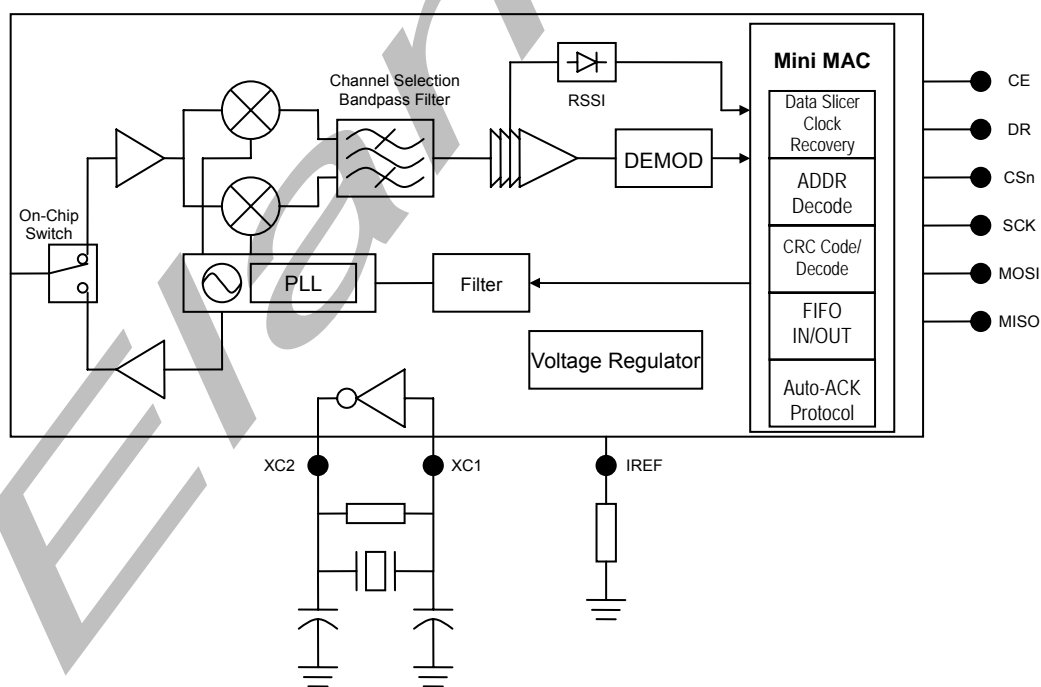 Channel Selection
Bandpass Filter
RSSI
Mini MAC
Data Slicer
Clock
Recovery
ADDR
Decode
CRC Code/
Decode
FIFO
IN/OUT
Auto-ACK
Protocol
DEMOD
On-Chip
Switch
PLL
Filter
Voltage Regulator
CE
DR
CSn
SCK
MOSI
MISO
XC2
XC1
IREF
Elan